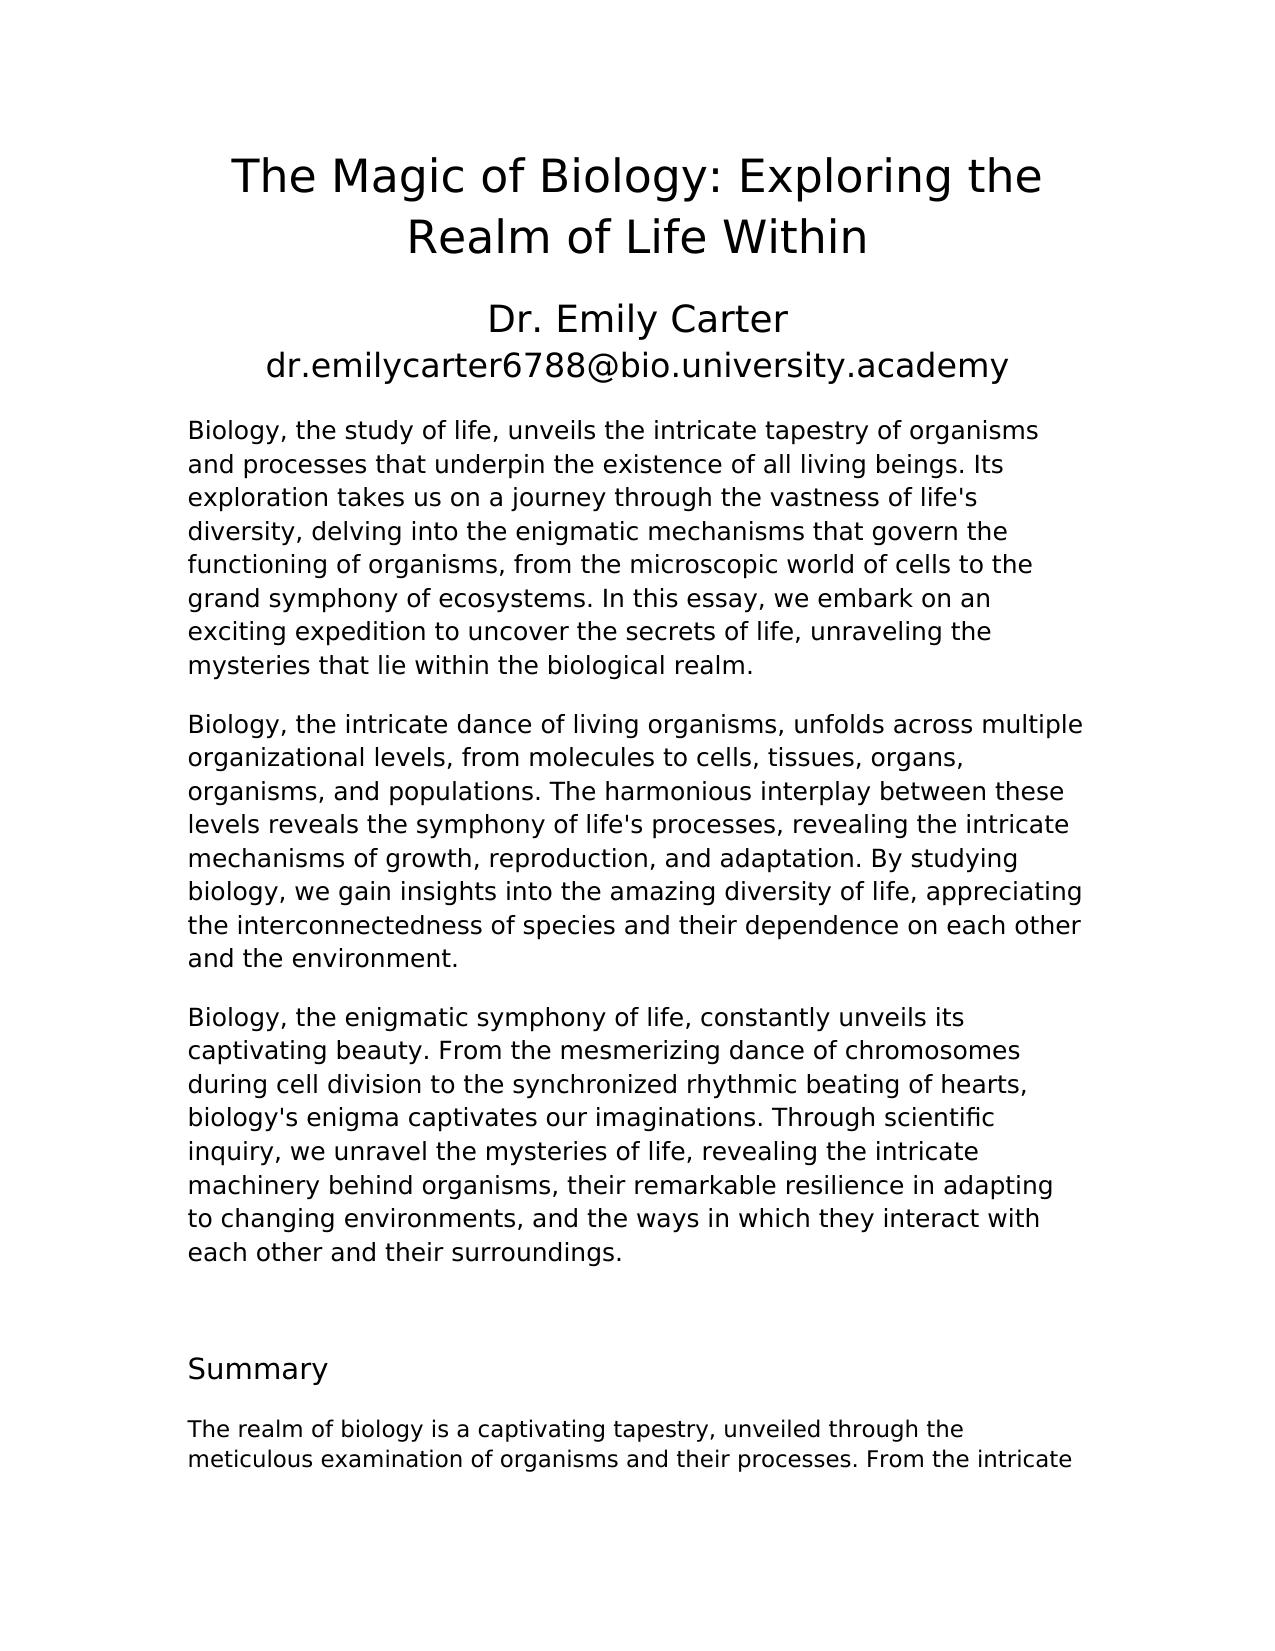 The Magic of Biology: Exploring the
Realm of Life Within
Dr. Emily Carter
dr.emilycarter6788@bio.university.academy
Biology, the study of life, unveils the intricate tapestry of organisms
and processes that underpin the existence of all living beings. Its
exploration takes us on a journey through the vastness of life's
diversity, delving into the enigmatic mechanisms that govern the
functioning of organisms, from the microscopic world of cells to the
grand symphony of ecosystems. In this essay, we embark on an
exciting expedition to uncover the secrets of life, unraveling the
mysteries that lie within the biological realm.
Biology, the intricate dance of living organisms, unfolds across multiple
organizational levels, from molecules to cells, tissues, organs,
organisms, and populations. The harmonious interplay between these
levels reveals the symphony of life's processes, revealing the intricate
mechanisms of growth, reproduction, and adaptation. By studying
biology, we gain insights into the amazing diversity of life, appreciating
the interconnectedness of species and their dependence on each other
and the environment.
Biology, the enigmatic symphony of life, constantly unveils its
captivating beauty. From the mesmerizing dance of chromosomes
during cell division to the synchronized rhythmic beating of hearts,
biology's enigma captivates our imaginations. Through scientific
inquiry, we unravel the mysteries of life, revealing the intricate
machinery behind organisms, their remarkable resilience in adapting
to changing environments, and the ways in which they interact with
each other and their surroundings.
Summary
The realm of biology is a captivating tapestry, unveiled through the
meticulous examination of organisms and their processes. From the intricate